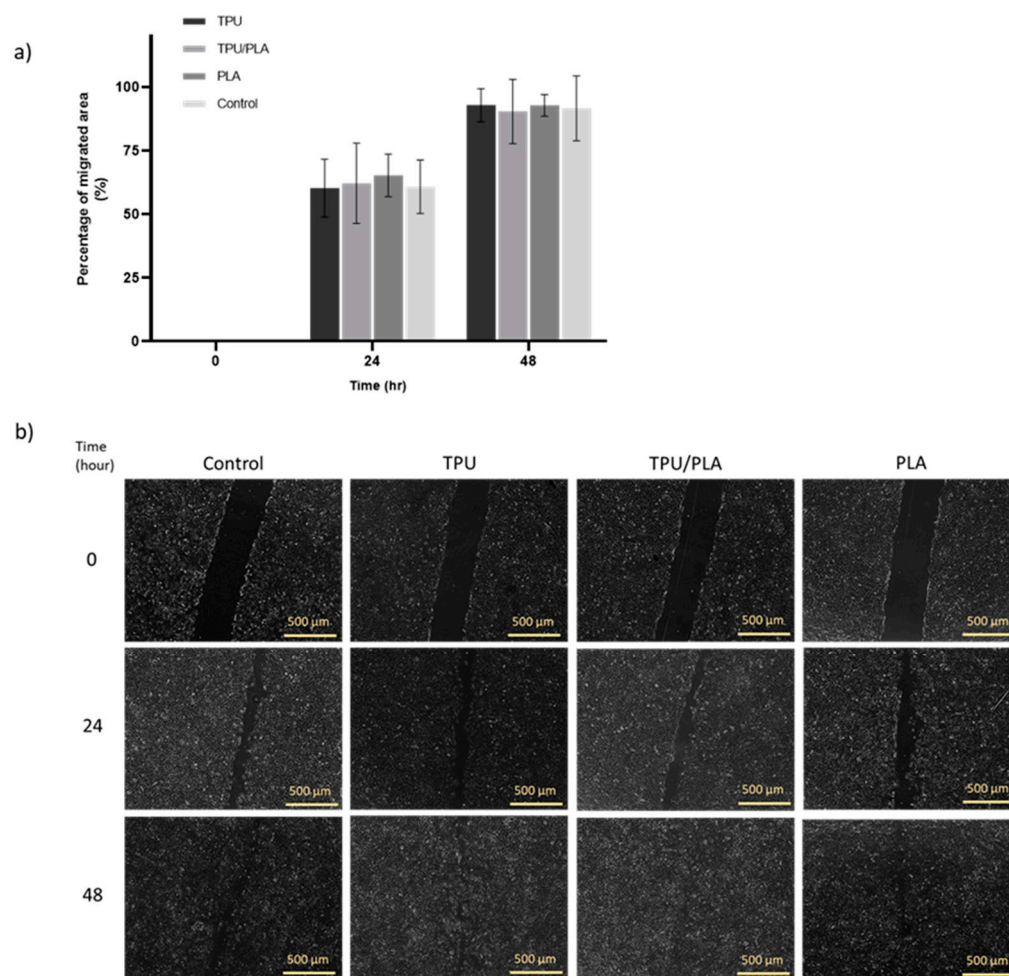 a)
TPU
TPU/PLA
PLA
Control
Percentage of migrated area
(%)
100
75
50
25
0
0 24 48
Time (hr)
b)
Time
(hour)
Control TPU TPU/PLA PLA
0
500 µm 500 µm 500 µm 500 µm
24
500 µm 500 µm 500 µm 500 µm
48
500 µm 500 µm 500 µm 500 µm